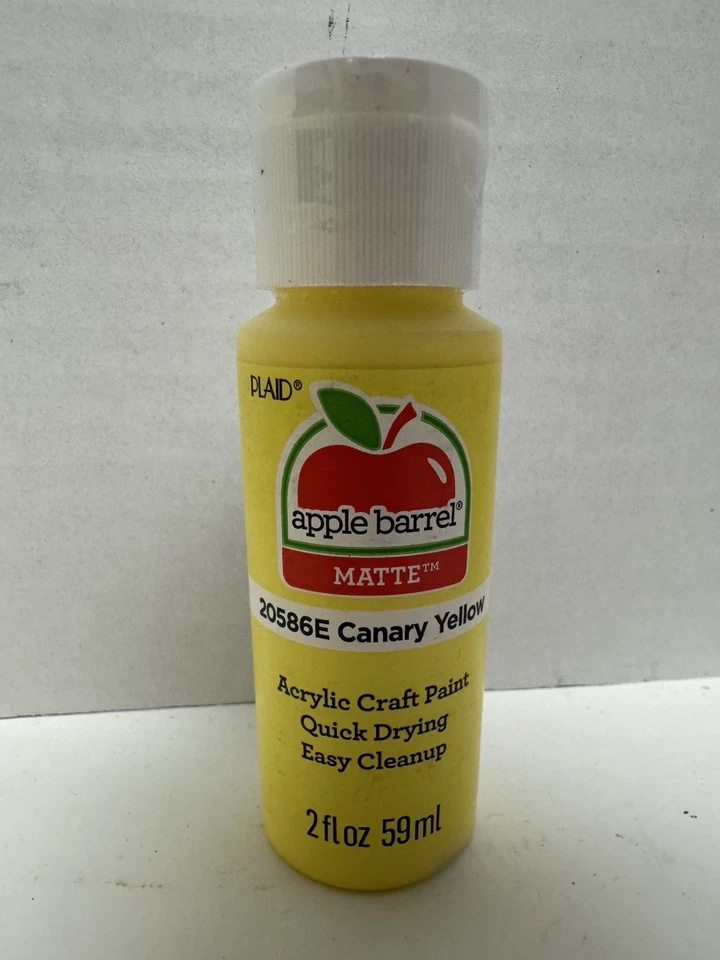 PLAID®
apple barrel®
MATTE™
20586E Canary Yellow
Acrylic Craft Paint
Quick Drying
Easy Cleanup
2 fl oz 59 ml